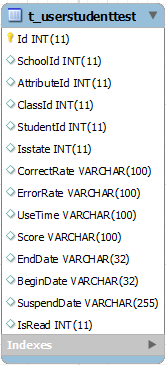 t_userstudenttest
Id INT(11)
SchoolId INT(11)
AttributeId INT(11)
ClassId INT(11)
StudentId INT(11)
Isstate INT(11)
CorrectRate VARCHAR(100)
ErrorRate VARCHAR(100)
UseTime VARCHAR(100)
Score VARCHAR(100)
EndDate VARCHAR(32)
BeginDate VARCHAR(32)
SuspendDate VARCHAR(255)
IsRead INT(11)
Indexes